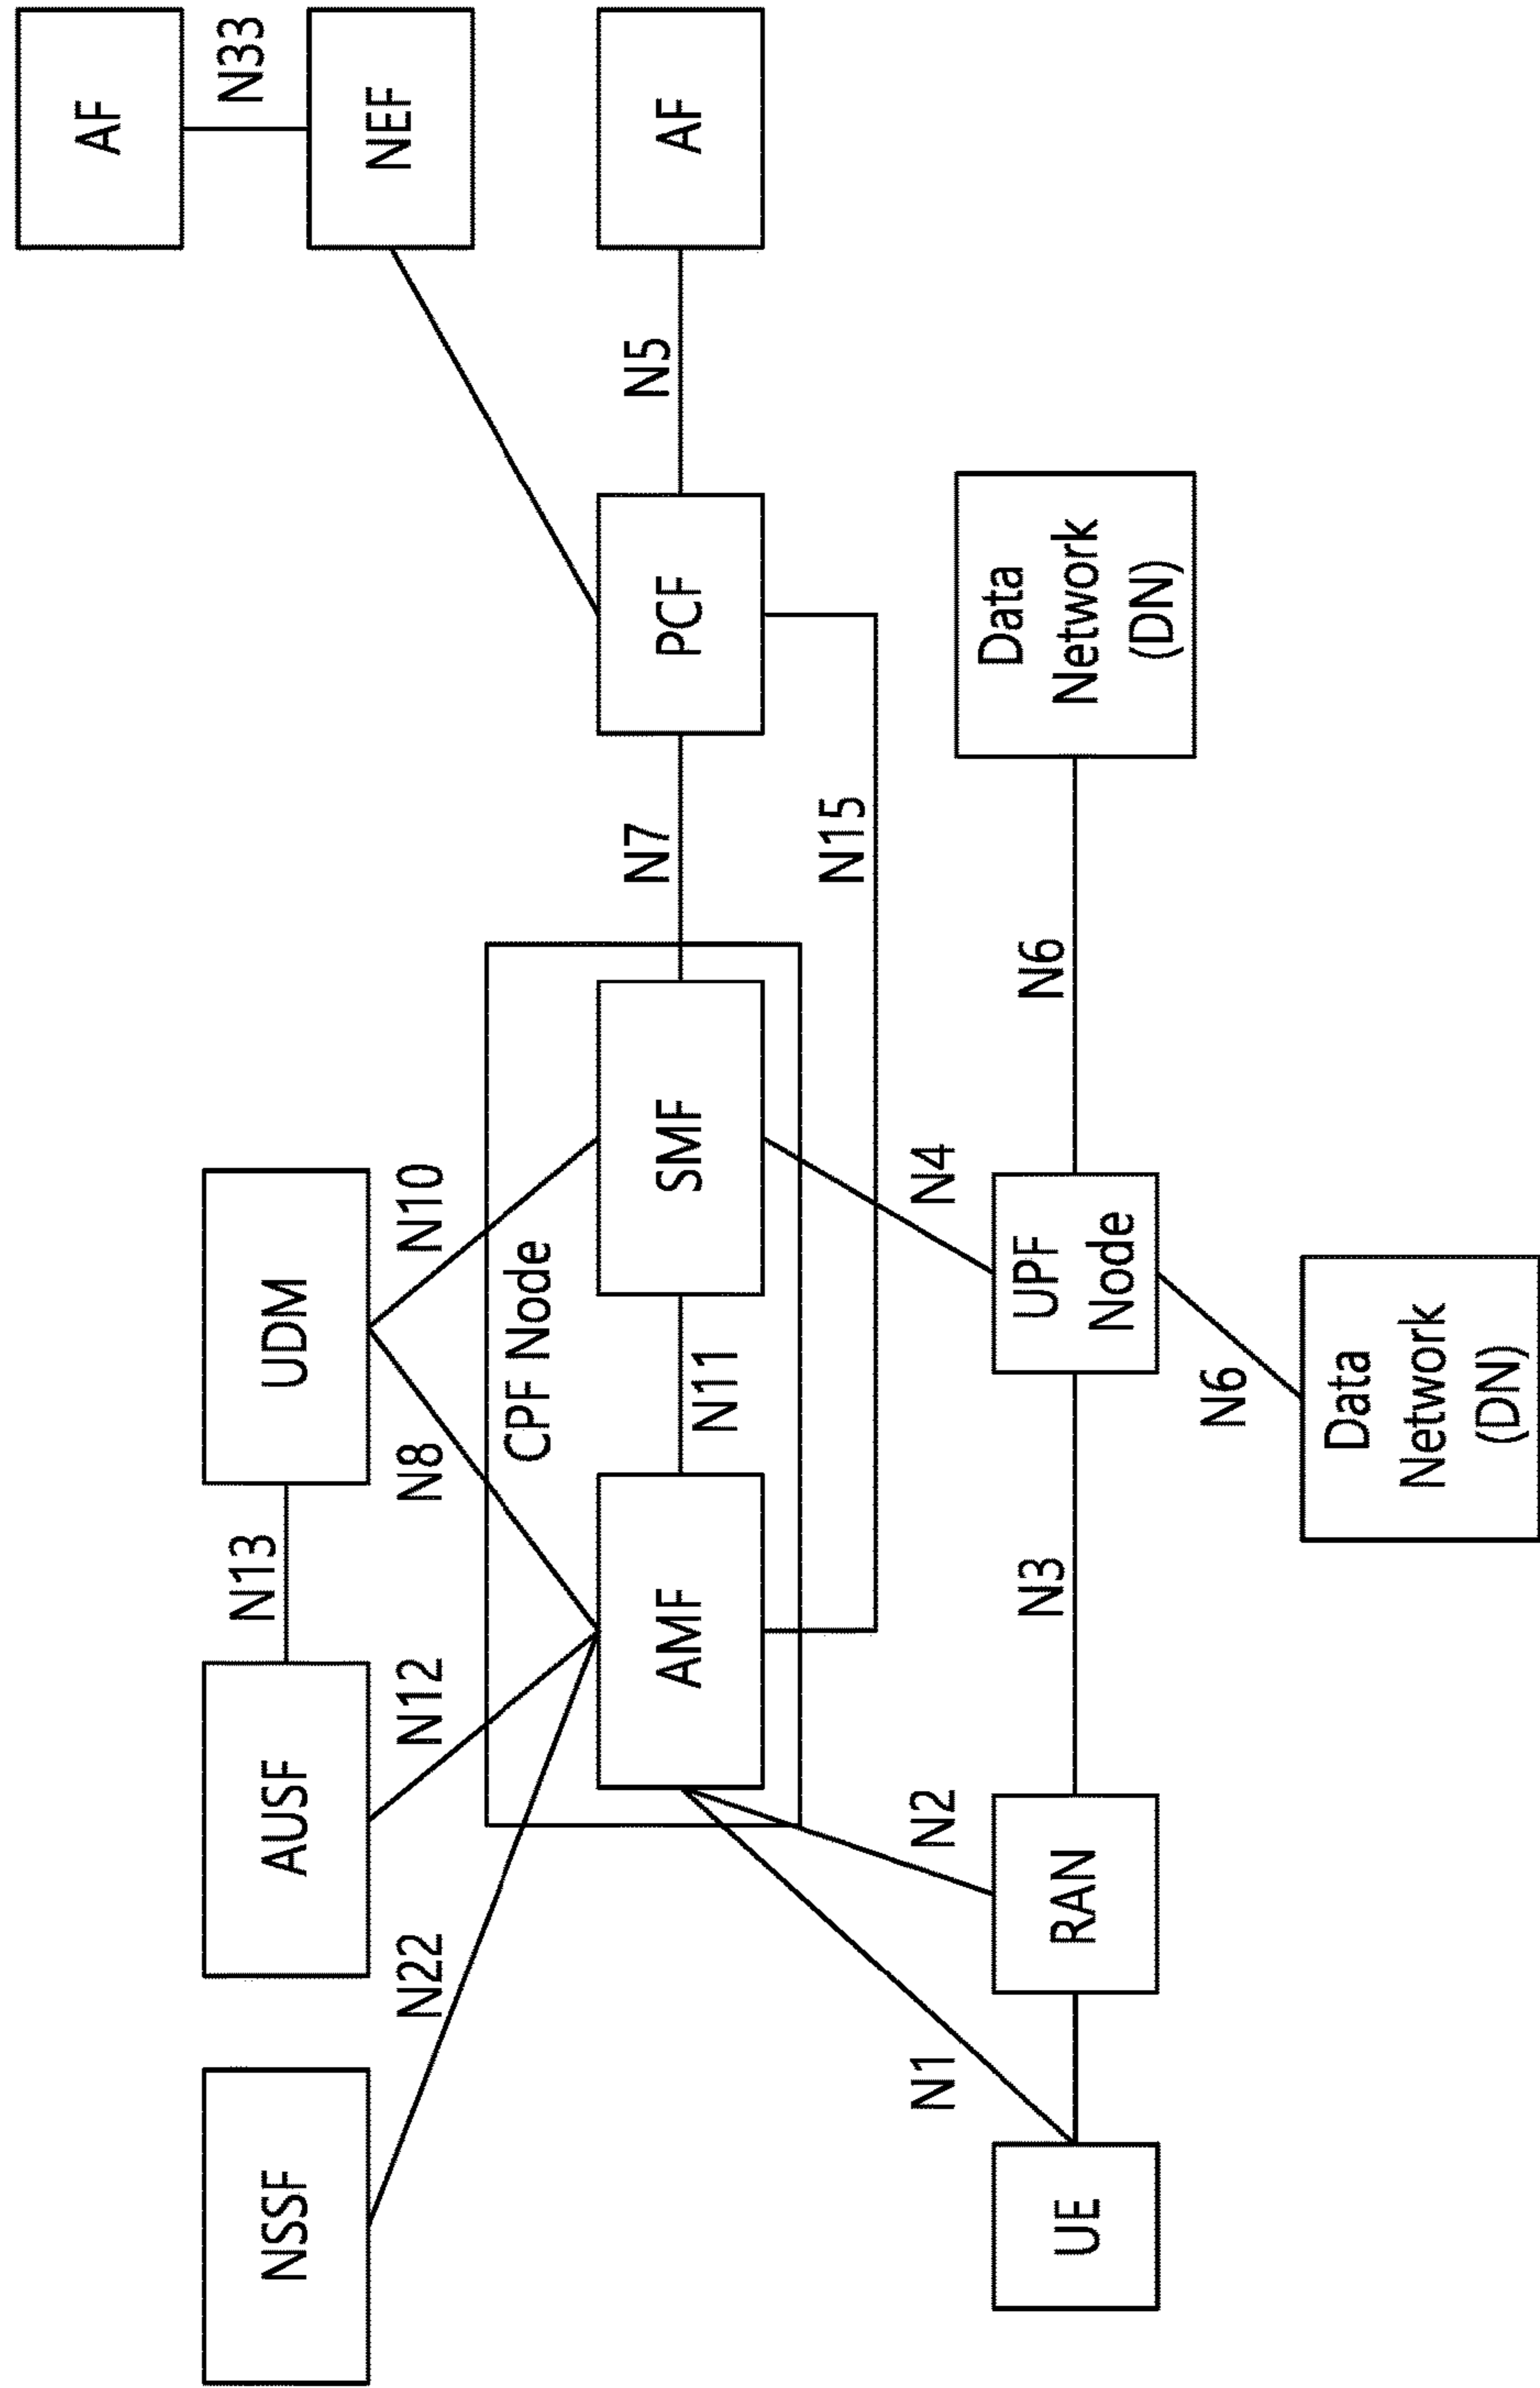 AF
N33
NEF
AF
NSSF
AUSF
N13
UDM
N22
N12
N8
N10
CPF Node
AMF
N11
SMF
N7
PCF
N5
N15
N1
N2
N4
UE
RAN
N3
UPF
Node
N6
Data
Network
(DN)
N6
Data
Network
(DN)